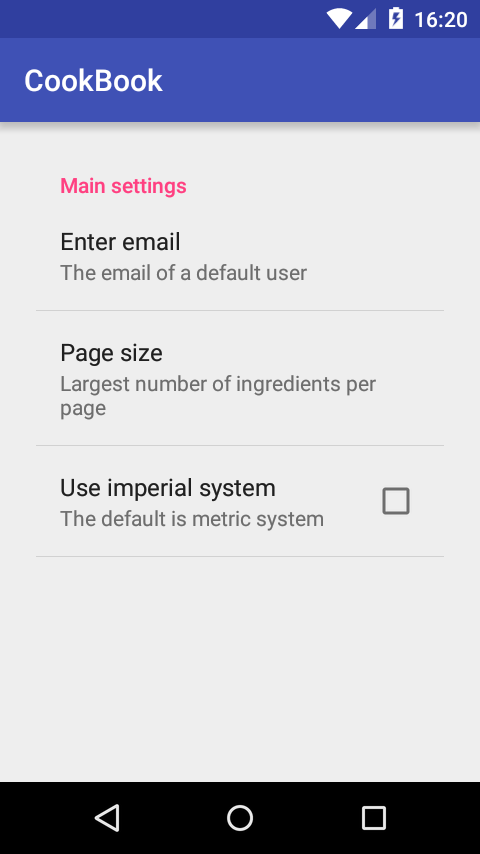 16:20
CookBook
Main settings
Enter email
The email of a default user
Page size
Largest number of ingredients per
page
Use imperial system
The default is metric system